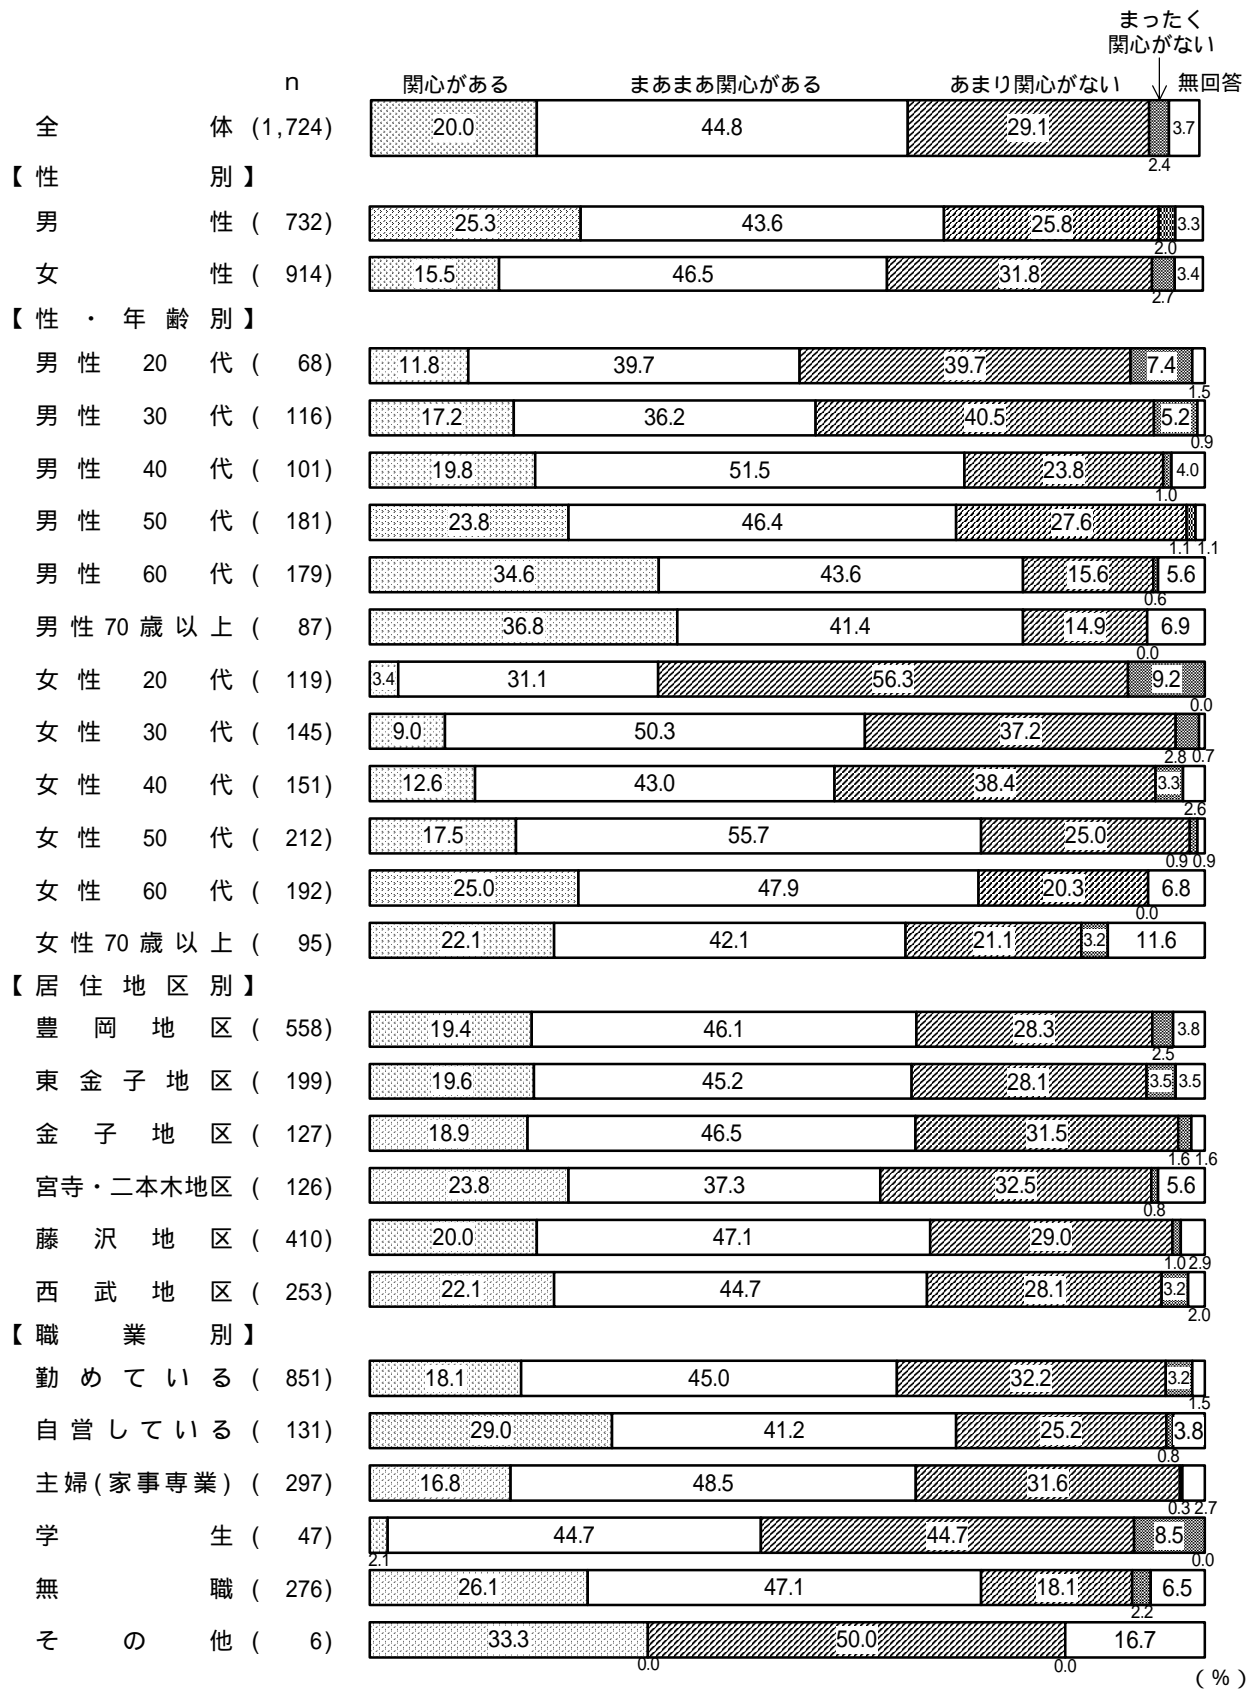 まったく
関心がない
n 関心がある まあまあ関心がある あまり関心がない 無回答
全体 (1,724) 20.0 44.8 29.1 3.7
2.4
【性別】
男性 ( 732) 25.3 43.6 25.8 3.3
2.0
女性 ( 914) 15.5 46.5 31.8 3.4
2.7
【性・年齢別】
男性 20 代 ( 68) 11.8 39.7 39.7 7.4
1.5
男性 30 代 ( 116) 17.2 36.2 40.5 5.2
0.9
男性 40 代 ( 101) 19.8 51.5 23.8 4.0
1.0
男性 50 代 ( 181) 23.8 46.4 27.6
1.1 1.1
男性 60 代 ( 179) 34.6 43.6 15.6 5.6
0.6
男性70歳以上 ( 87) 36.8 41.4 14.9 6.9
0.0
女性 20 代 ( 119) 3.4 31.1 56.3 9.2
0.0
女性 30 代 ( 145) 9.0 50.3 37.2
2.8 0.7
女性 40 代 ( 151) 12.6 43.0 38.4 3.3
2.6
女性 50 代 ( 212) 17.5 55.7 25.0
0.9 0.9
女性 60 代 ( 192) 25.0 47.9 20.3 6.8
0.0
女性70歳以上 ( 95) 22.1 42.1 21.1 3.2 11.6
【居住地区別】
豊岡地区 ( 558) 19.4 46.1 28.3 3.8
2.5
東金子地区 ( 199) 19.6 45.2 28.1 3.5 3.5
金子地区 ( 127) 18.9 46.5 31.5
1.6 1.6
宮寺・二本木地区 ( 126) 23.8 37.3 32.5 5.6
0.8
藤沢地区 ( 410) 20.0 47.1 29.0
1.0 2.9
西武地区 ( 253) 22.1 44.7 28.1 3.2
2.0
【職業別】
勤めている ( 851) 18.1 45.0 32.2 3.2
1.5
自営している ( 131) 29.0 41.2 25.2 3.8
0.8
主婦(家事専業) ( 297) 16.8 48.5 31.6
0.3 2.7
学生 ( 47) 44.7 44.7 8.5
2.1 0.0
無職 ( 276) 26.1 47.1 18.1 6.5
2.2
その他 ( 6) 33.3 50.0 16.7
0.0 0.0
(%)